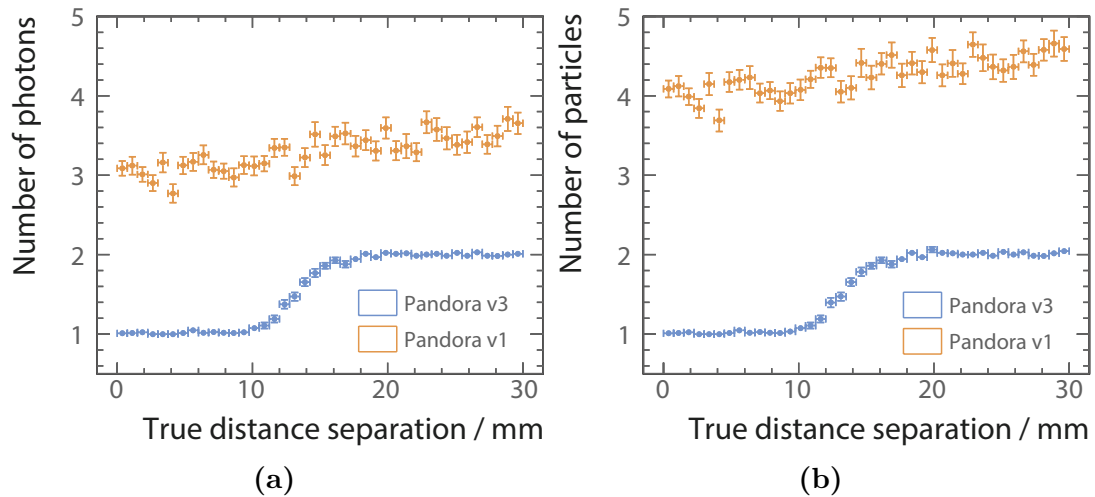 Number of photons
5
4
3
2
1
Pandora v3
Pandora v1
0
10
20
30
True distance separation / mm
(a)
Number of particles
5
4
3
2
1
Pandora v3
Pandora v1
0
10
20
30
True distance separation / mm
(b)